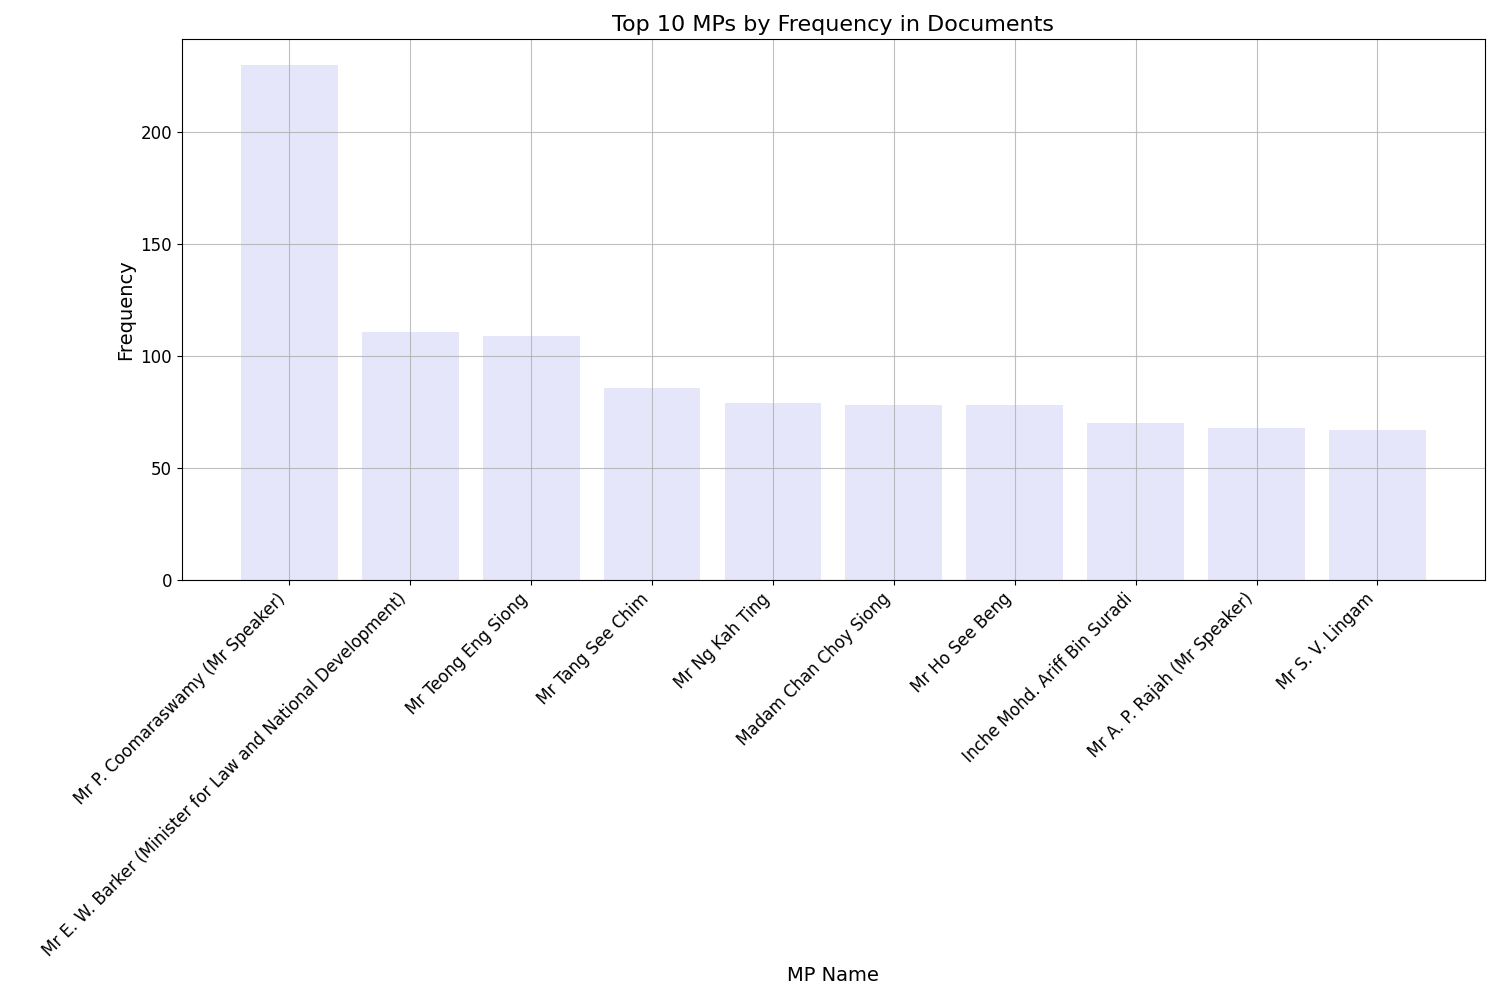 Top 10 MPs by Frequency in Documents
Frequency
200
150
100
50
0
Mr P. Coomaraswamy (Mr Speaker)
Mr E. W. Barker (Minister for Law and National Development)
Mr Teong Eng Siong
Mr Tang See Chim
Mr Ng Kah Ting
Madam Chan Choy Siong
Mr Ho See Beng
Inche Mohd. Ariff Bin Suradi
Mr A. P. Rajah (Mr Speaker)
Mr S. V. Lingam
MP Name